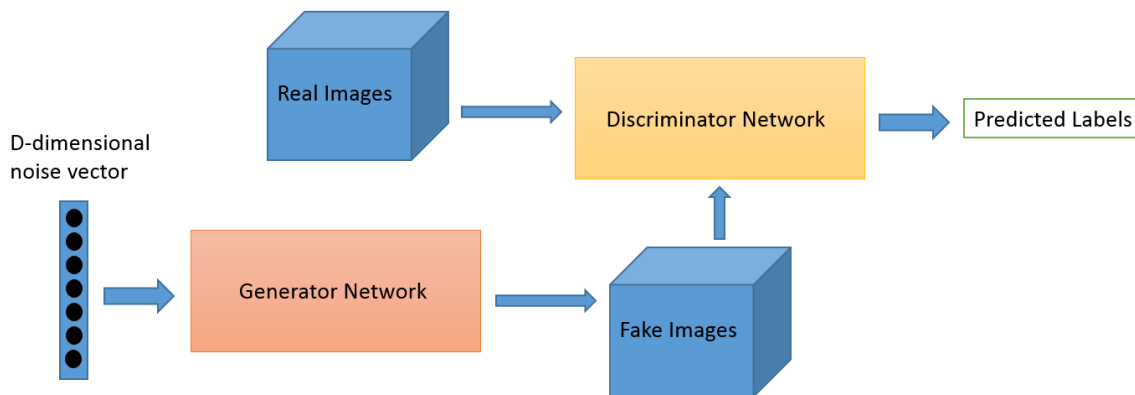 Real Images
Discriminator Network
Predicted Labels
D-dimensional
noise vector
Generator Network
Fake Images